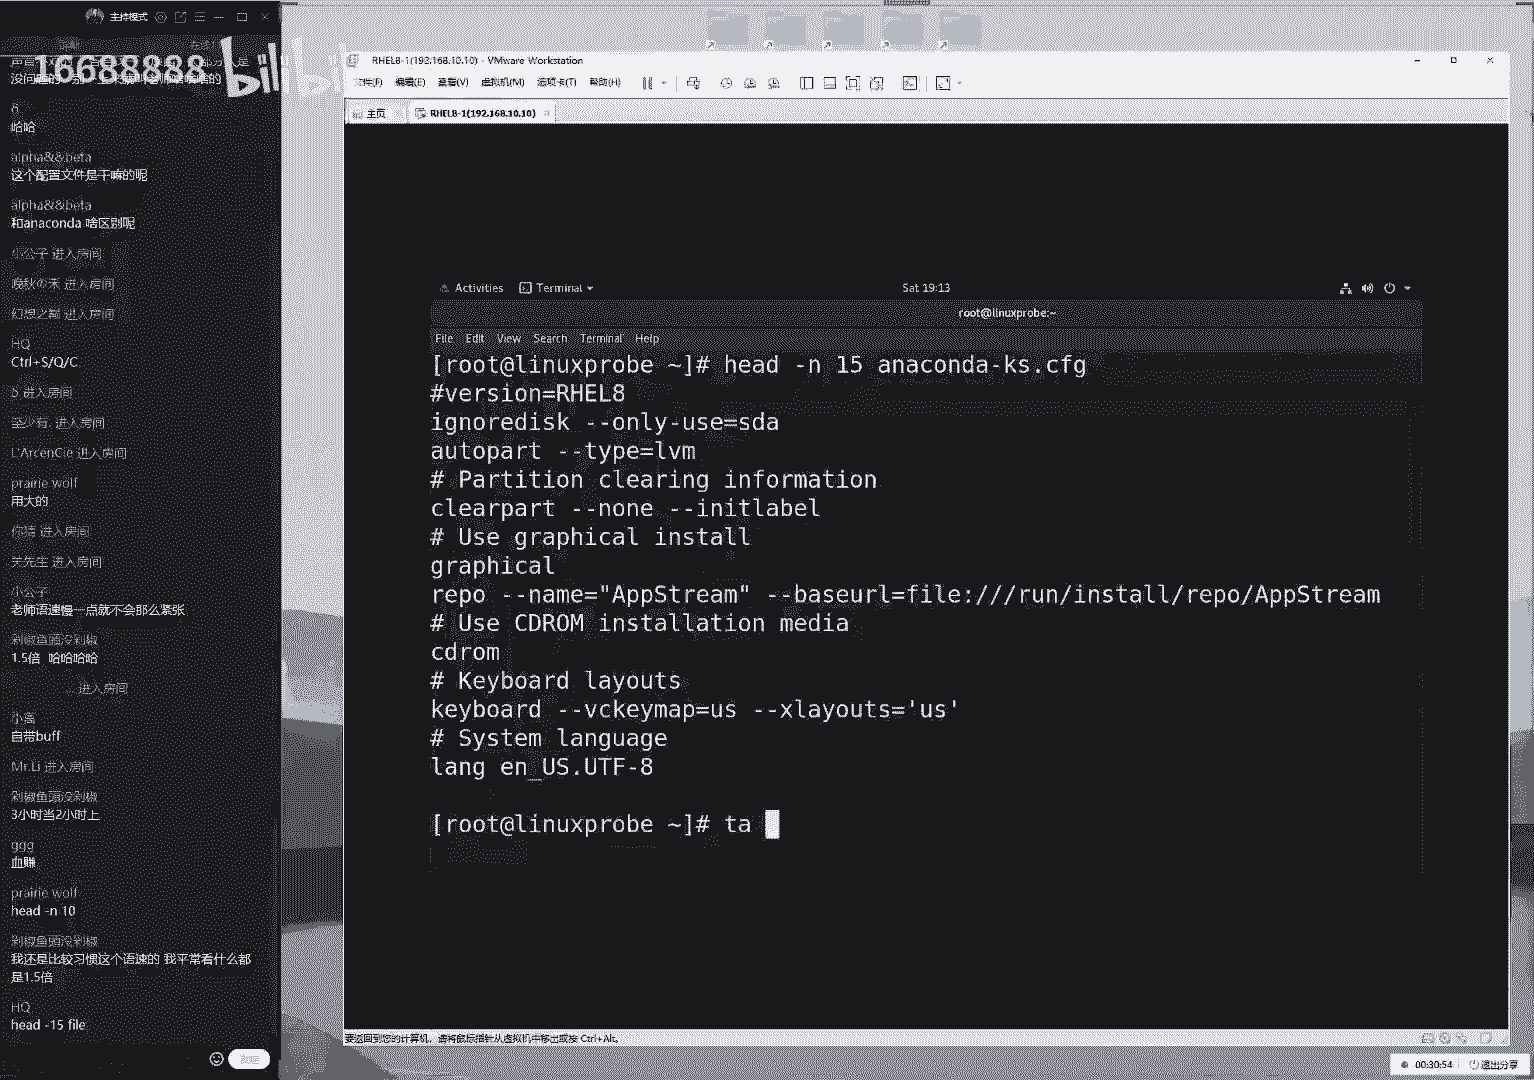 主持模式
16688888
bilibili
没问题的
哈哈
alpha&&beta
这个配置文件是干嘛的呢
alpha&&beta
和anaconda 啥区别呢
小公子 进入房间
晚秋の禾 进入房间
幻想之巅 进入房间
HQ
Ctrl+S/Q/C
5 进入房间
至少有. 进入房间
L'ArcenCie 进入房间
prairie wolf
用大的
你猜 进入房间
关先生 进入房间
小公子
老师语速慢一点就不会那么紧张
剁椒鱼头没剁椒
1.5倍 哈哈哈哈
... 进入房间
小高
自带buff
Mr.Li 进入房间
剁椒鱼头没剁椒
3小时当2小时上
ggg
血赚
prairie wolf
head -n 10
剁椒鱼头没剁椒
我还是比较习惯这个语速的 我平常看什么都
是1.5倍
HQ
head -15 file
RHEL8-1(192.168.10.10) - VMware Workstation
文件(F) 编辑(E) 查看(V) 虚拟机(M) 选项卡(T) 帮助(H)
主页 RHEL8-1(192.168.10.10)
Activities Terminal Sat 19:13
root@linuxprobe:~
File Edit View Search Terminal Help
[root@linuxprobe ~]# head -n 15 anaconda-ks.cfg
#version=RHEL8
ignoredisk --only-use=sda
autopart --type=lvm
# Partition clearing information
clearpart --none --initlabel
# Use graphical install
graphical
repo --name="AppStream" --baseurl=file:///run/install/repo/AppStream
# Use CDROM installation media
cdrom
# Keyboard layouts
keyboard --vckeymap=us --xlayouts='us'
# System language
lang en_US.UTF-8
[root@linuxprobe ~]# ta
要返回到您的计算机，请将鼠标指针从虚拟机中移出或按 Ctrl+Alt。
00:30:54 退出分享